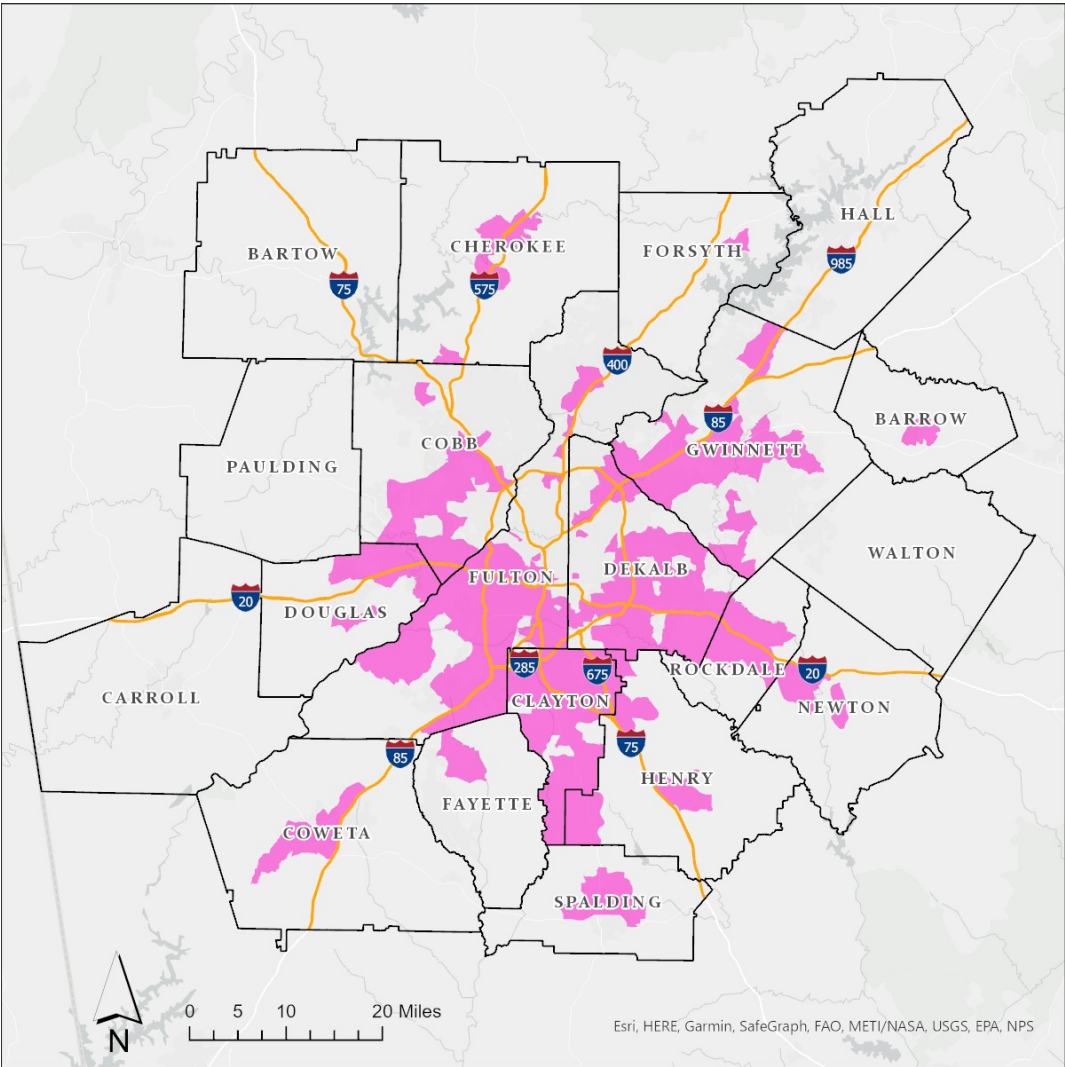 HALL
CHEROKEE
BARTOW
FORSYTH
985
75
575
400
BARROW
85
COBB
GWINNETT
PAULDING
WALTON
FULTON
DEKALB
20
DOUGLAS
285
675
ROCKDALE
20
CARROLL
CLAYTON
NEWTON
85
75
HENRY
FAYETTE
COWETA
SPALDING
0 5 10 20 Miles
N
Esri, HERE, Garmin, SafeGraph, FAO, METI/NASA, USGS, EPA, NPS